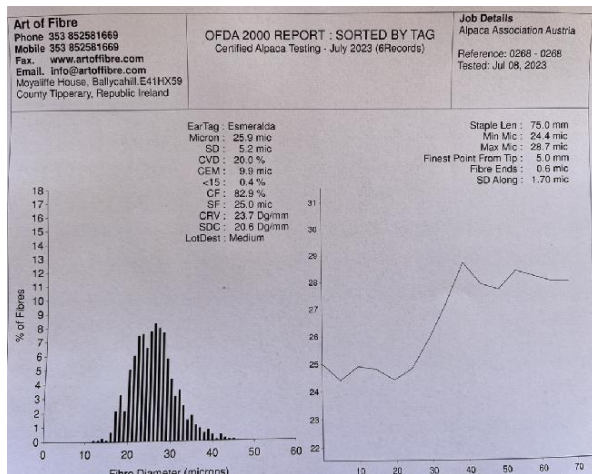 Art of Fibre
Phone 353 852581669
Mobile 353 852581669
Fax. www.artoffibre.com
Email. info@artoffibre.com
Moyaliffe House, Ballycahill.E41HX59
County Tipperary, Republic Ireland
OFDA 2000 REPORT : SORTED BY TAG
Certified Alpaca Testing - July 2023 (6Records)
Job Details
Alpaca Association Austria
Reference: 0268 - 0268
Tested: Jul 08, 2023
EarTag : Esmeralda
Micron : 25.9 mic
SD : 5.2 mic
CVD : 20.0 %
CEM : 9.9 mic
<15 : 0.4 %
CF : 82.9 %
SF : 25.0 mic
CRV : 23.7 Dg/mm
SDC : 20.6 Dg/mm
LotDest : Medium
Staple Len : 75.0 mm
Min Mic : 24.4 mic
Max Mic : 28.7 mic
Finest Point From Tip : 5.0 mm
Fibre Ends : 0.6 mic
SD Along : 1.70 mic
% of Fibres
18
17
16
15
14
13
12
11
10
9
8
7
6
5
4
3
2
1
0
0 10 20 30 40 50 60
Fibre Diameter (microns)
31
30
29
28
27
26
25
24
23
22
10 20 30 40 50 60 70